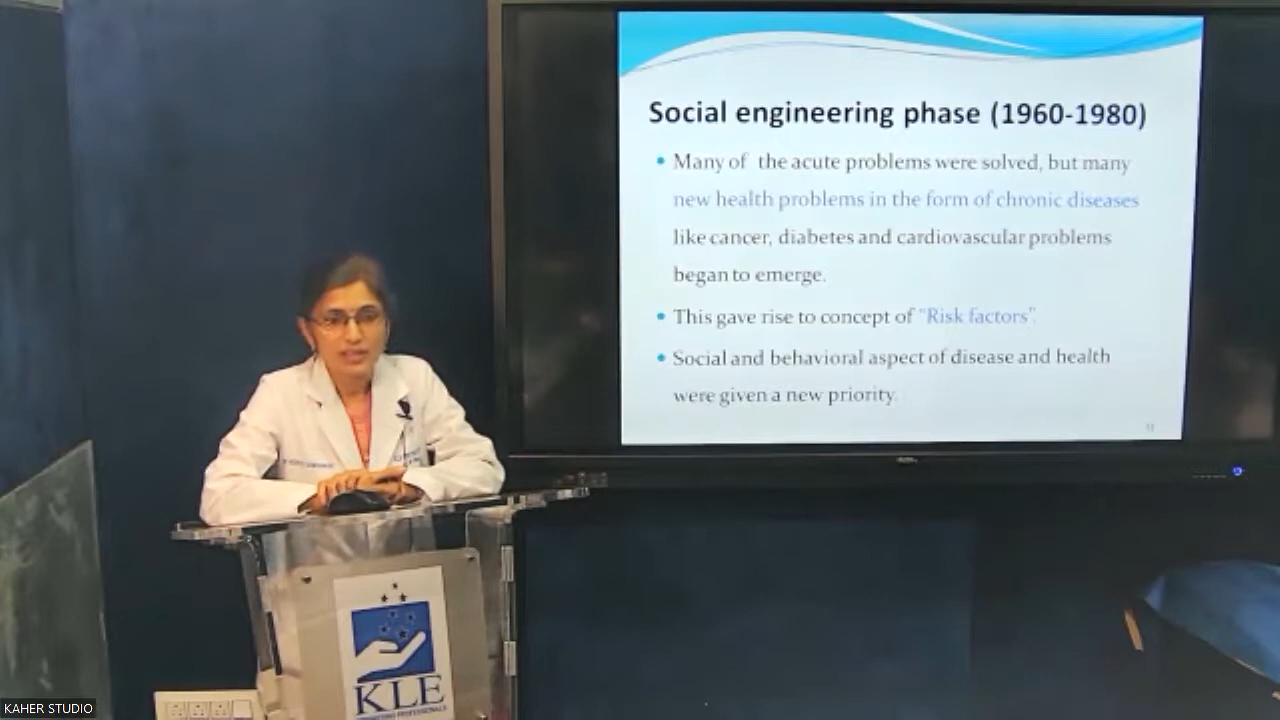 Social engineering phase (1960-1980)
• Many of the acute problems were solved, but many
new health problems in the form of chronic diseases
like cancer, diabetes and cardiovascular problems
began to emerge.
• This gave rise to concept of "Risk factors".
• Social and behavioral aspect of disease and health
were given a new priority.
KLE
KAHER STUDIO